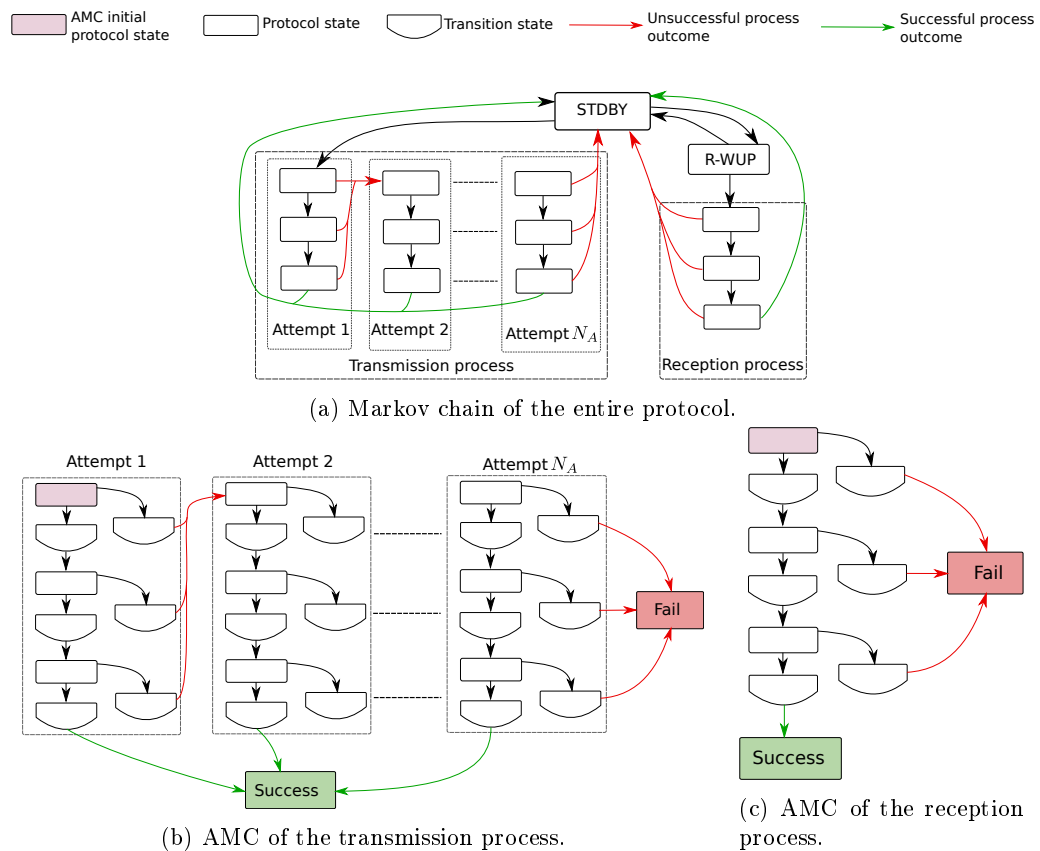 AMC initial
protocol state
Protocol state
Transition state
Unsuccessful process
outcome
Successful process
outcome
STDBY
R-WUP
Attempt 1
Attempt 2
Attempt N_A
Transmission process
Reception process
(a) Markov chain of the entire protocol.
Attempt 1
Attempt 2
Attempt N_A
Fail
Success
(b) AMC of the transmission process.
Fail
Success
(c) AMC of the reception
process.